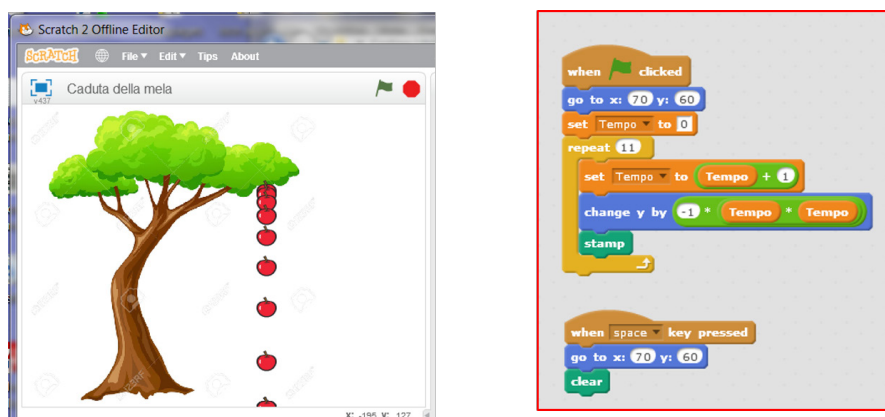 Scratch 2 Offline Editor
SCRATCH File Edit Tips About
v437
Caduta della mela
X: -195 Y: 127
when clicked
go to x: 70 y: 60
set Tempo to 0
repeat 11
set Tempo to Tempo + 1
change y by -1 * Tempo * Tempo
stamp
when space key pressed
go to x: 70 y: 60
clear